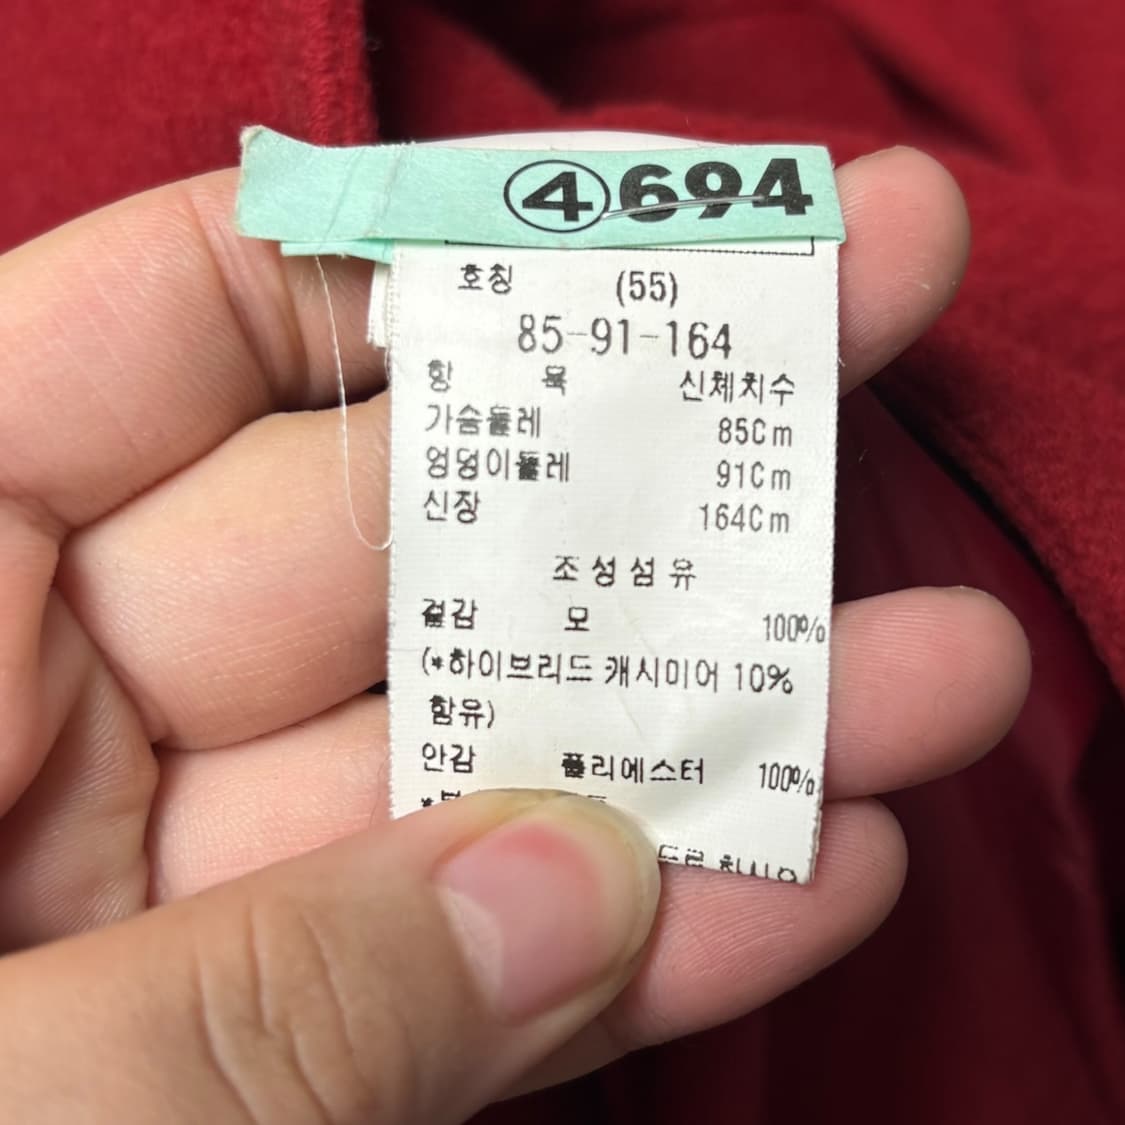 ④694
호칭 (55)
85-91-164
항 목 신체치수
가슴둘레 85Cm
엉덩이둘레 91Cm
신장 164Cm
조성섬유
겉감 모 100%
(*하이브리드 캐시미어 10%
함유)
안감 폴리에스터 100%